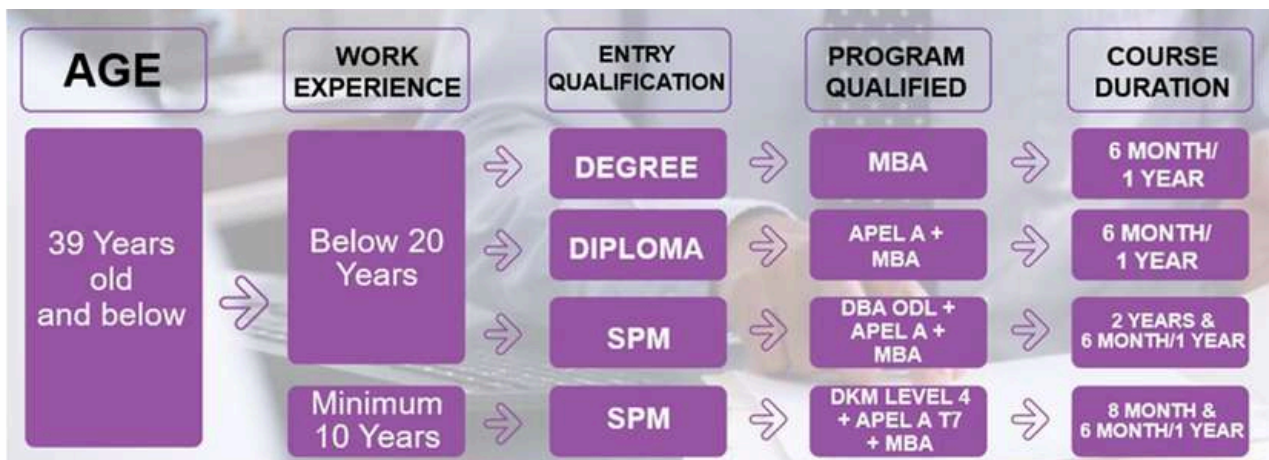 AGE
WORK
EXPERIENCE
ENTRY
QUALIFICATION
PROGRAM
QUALIFIED
COURSE
DURATION
39 Years
old
and below
Below 20
Years
DEGREE
MBA
6 MONTH/
1 YEAR
DIPLOMA
APEL A +
MBA
6 MONTH/
1 YEAR
SPM
DBA ODL +
APEL A +
MBA
2 YEARS &
6 MONTH/1 YEAR
Minimum
10 Years
SPM
DKM LEVEL 4
+ APEL A T7
+ MBA
8 MONTH &
6 MONTH/1 YEAR